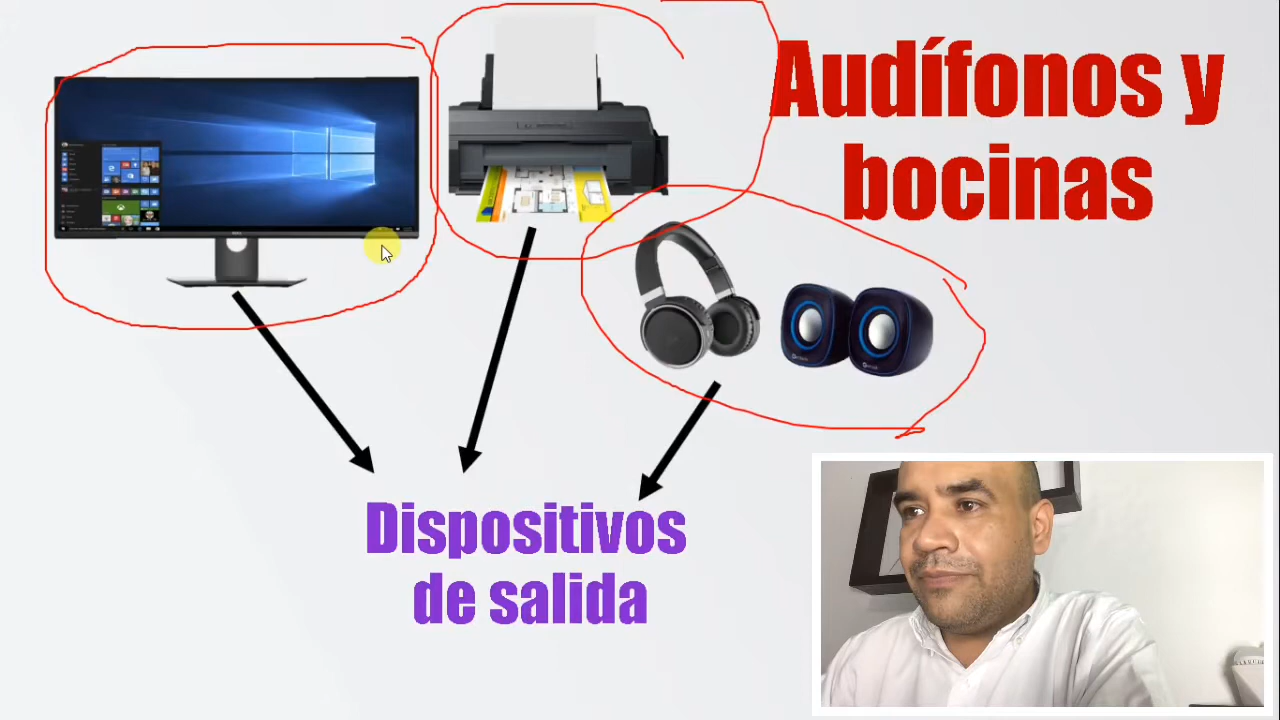 Audífonos y
bocinas
Dispositivos
de salida